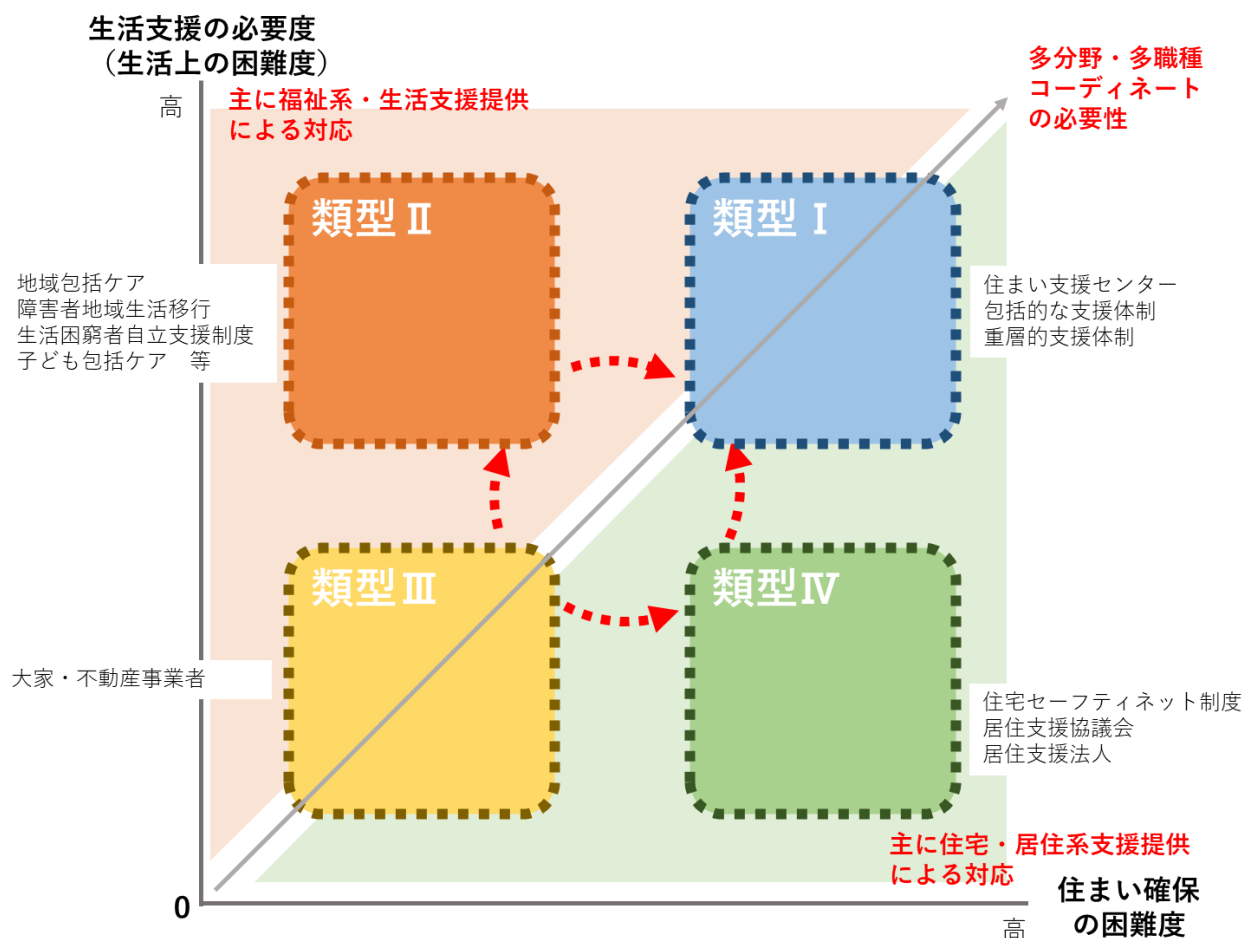 生活支援の必要度
（生活上の困難度）
高
主に福祉系・生活支援提供
による対応
多分野・多職種
コーディネート
の必要性
類型Ⅱ
類型Ⅰ
地域包括ケア
障害者地域生活移行
生活困窮者自立支援制度
子ども包括ケア　等
住まい支援センター
包括的な支援体制
重層的支援体制
類型Ⅲ
類型Ⅳ
大家・不動産事業者
住宅セーフティネット制度
居住支援協議会
居住支援法人
主に住宅・居住系支援提供
による対応
0
高
住まい確保
の困難度